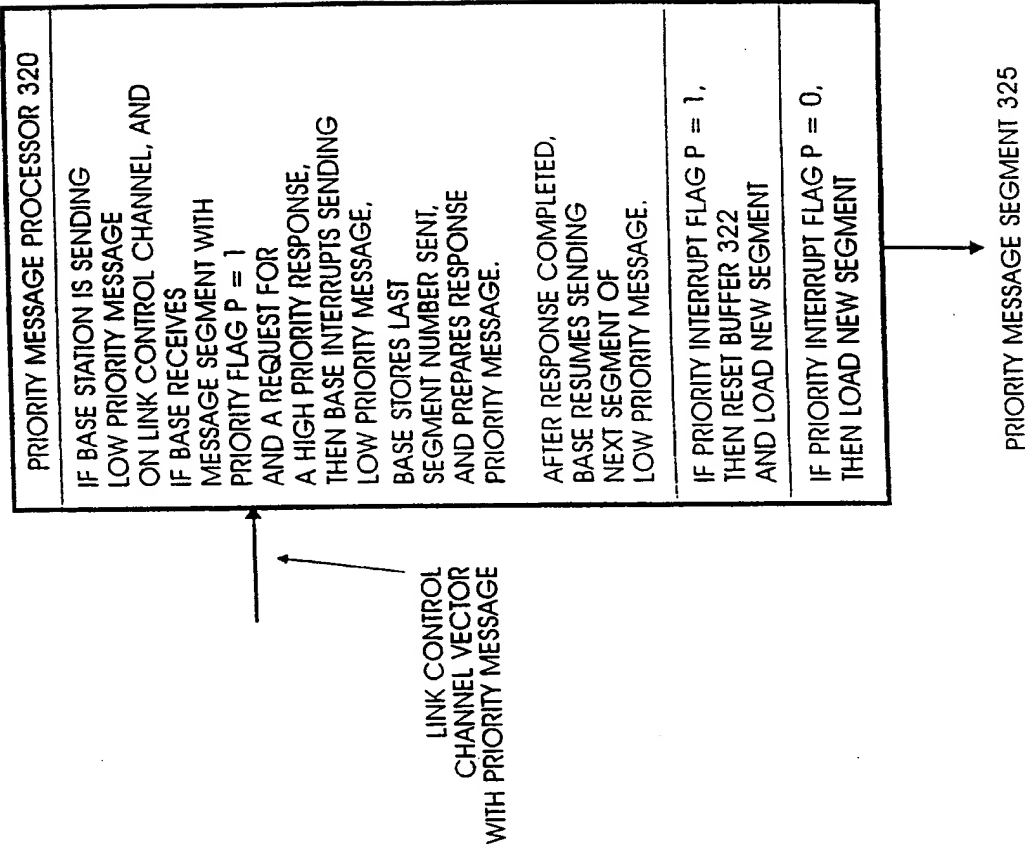 PRIORITY MESSAGE PROCESSOR 320
IF BASE STATION IS SENDING
LOW PRIORITY MESSAGE
ON LINK CONTROL CHANNEL, AND
IF BASE RECEIVES
MESSAGE SEGMENT WITH
PRIORITY FLAG P = 1
AND A REQUEST FOR
A HIGH PRIORITY RESPONSE,
THEN BASE INTERRUPTS SENDING
LOW PRIORITY MESSAGE,
BASE STORES LAST
SEGMENT NUMBER SENT,
AND PREPARES RESPONSE
PRIORITY MESSAGE.
AFTER RESPONSE COMPLETED,
BASE RESUMES SENDING
NEXT SEGMENT OF
LOW PRIORITY MESSAGE.
IF PRIORITY INTERRUPT FLAG P = 1,
THEN RESET BUFFER 322
AND LOAD NEW SEGMENT
IF PRIORITY INTERRUPT FLAG P = 0,
THEN LOAD NEW SEGMENT
LINK CONTROL
CHANNEL VECTOR
WITH PRIORITY MESSAGE
PRIORITY MESSAGE SEGMENT 325